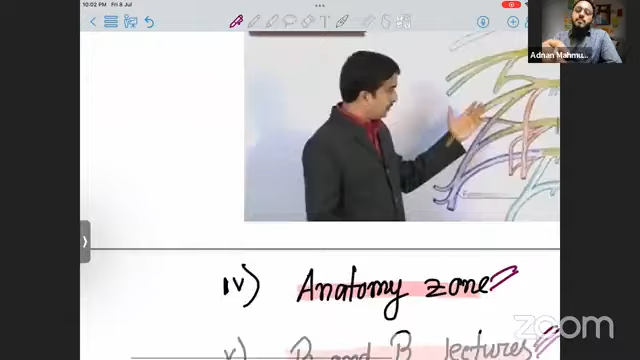 10:02 PM Fri 8 Jul
Adnan Mahmu...
iv) Anatomy zone
v) B and B lectures
zoom